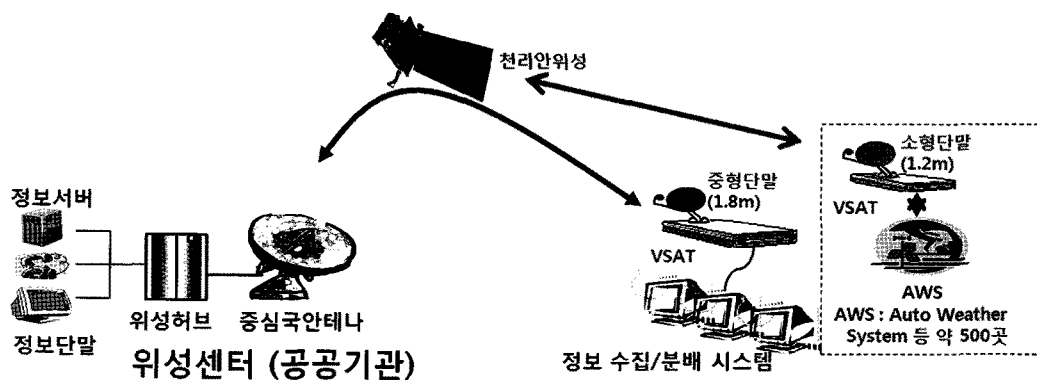 천리안위성
소형단말
(1.2m)
VSAT
AWS
AWS : Auto Weather
System 등 약 500곳
중형단말
(1.8m)
VSAT
정보 수집/분배 시스템
정보서버
정보단말
위성허브
중심국안테나
위성센터 (공공기관)